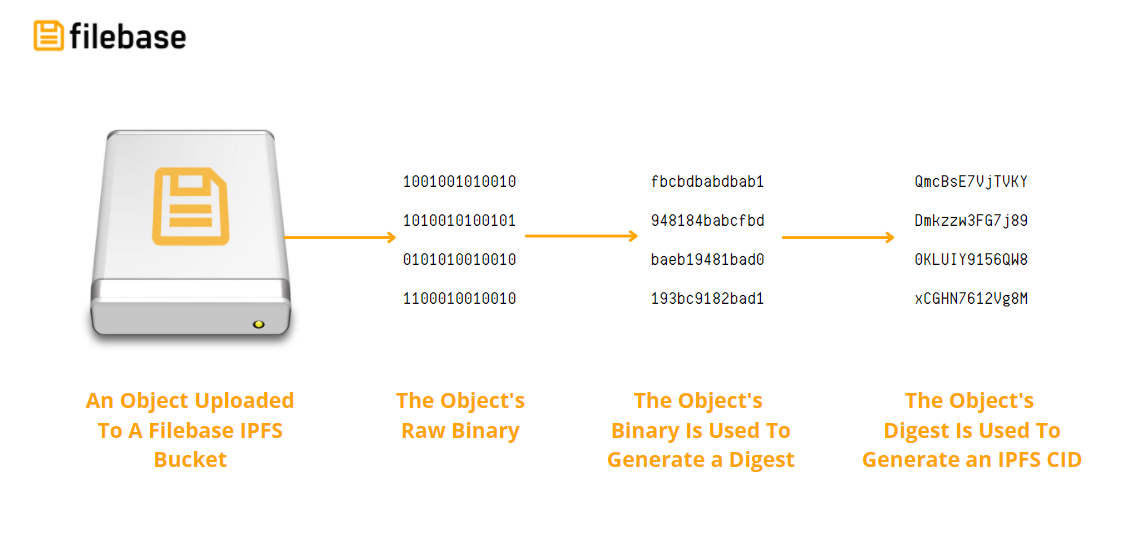 filebase
1001001010010
1010010100101
0101010010010
1100010010010
fbcbdbabdbab1
948184babcfbd
baeb19481bad0
193bc9182bad1
QmcBsE7VjTVKY
Dmkzzw3FG7j89
0KLUIY9156QW8
xCGHN7612Vg8M
An Object Uploaded
To A Filebase IPFS
Bucket
The Object's
Raw Binary
The Object's
Binary Is Used To
Generate a Digest
The Object's
Digest Is Used To
Generate an IPFS CID